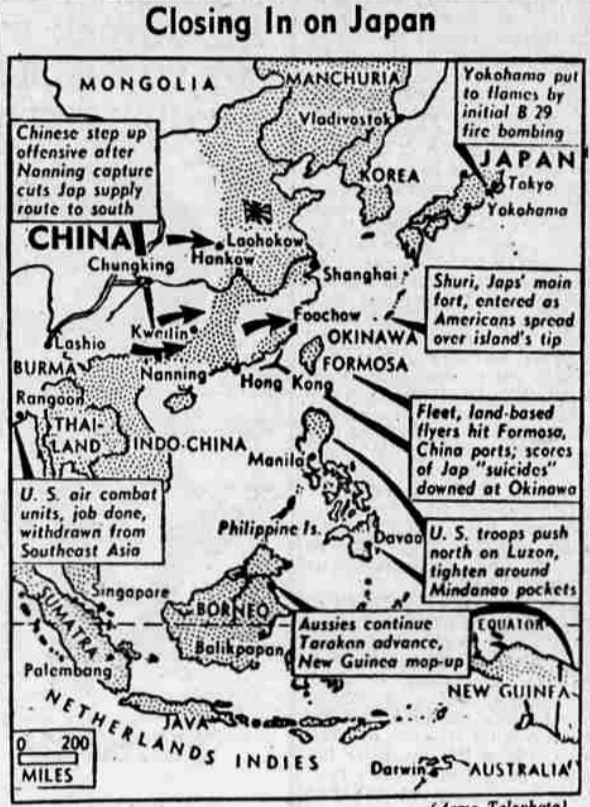 Closing In on Japan
MONGOLIA
MANCHURIA
Yokohama put
to flames by
initial B 29
fire bombing
Vladivostok
Chinese step up
offensive after
Nanning capture
cuts Jap supply
route to south
KOREA
JAPAN
Tokyo
Yokohama
CHINA
Laohokow
Hankow
Chungking
Shanghai
Shuri, Japs' main
fort, entered as
Americans spread
over island's tip
Foochow
Kweilin
OKINAWA
Lashio
BURMA
FORMOSA
Nanning
Hong Kong
Rangoon
THAI-
LAND
INDO-CHINA
Manila
Fleet, land-based
flyers hit Formosa,
China ports; scores
of Jap "suicides"
downed at Okinawa
U. S. air combat
units, job done,
withdrawn from
Southeast Asia
Philippine Is.
Davao
U. S. troops push
north on Luzon,
tighten around
Mindanao pockets
Singapore
SUMATRA
BORNEO
Balikpapan
Aussies continue
Tarakan advance,
New Guinea mop-up
EQUATOR
Palembang
NEW GUINEA
NETHERLANDS INDIES
JAVA
0 200
MILES
Darwin
AUSTRALIA
(Acme Telephoto)